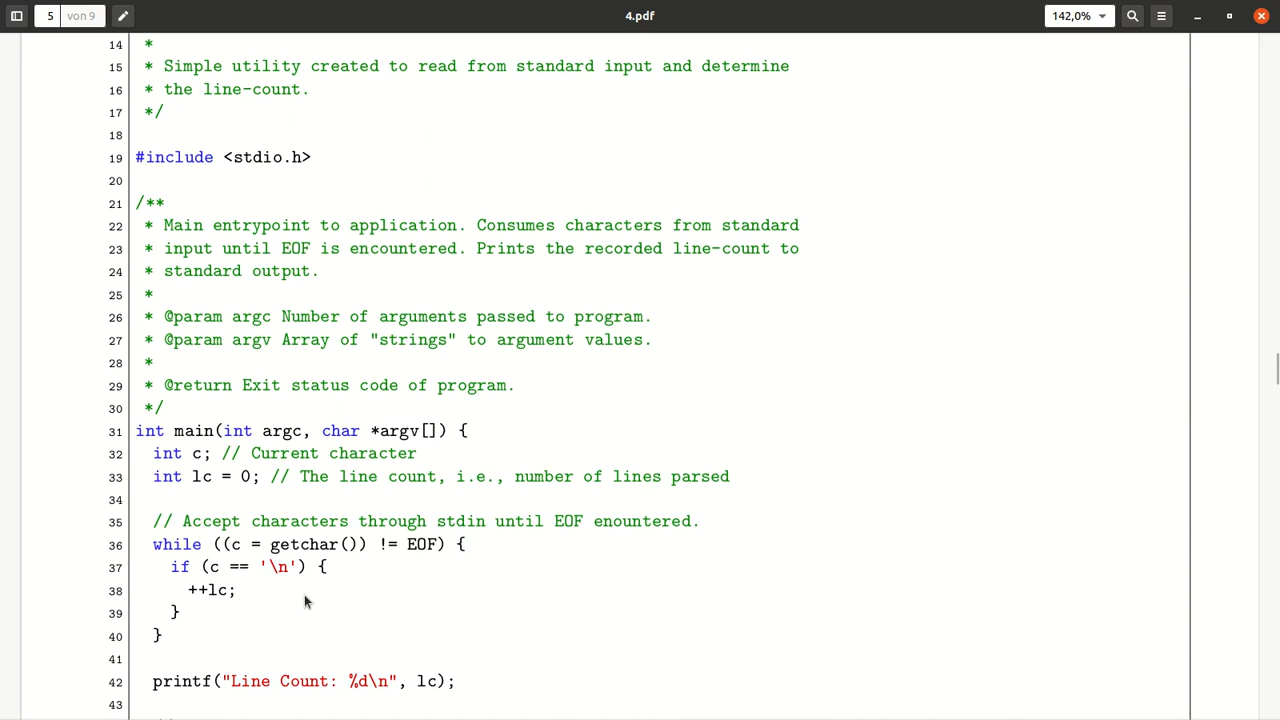 5 von 9
4.pdf
142,0%
14 *
15 * Simple utility created to read from standard input and determine
16 * the line-count.
17 */
18
19 #include <stdio.h>
20
21 /**
22 * Main entrypoint to application. Consumes characters from standard
23 * input until EOF is encountered. Prints the recorded line-count to
24 * standard output.
25 *
26 * @param argc Number of arguments passed to program.
27 * @param argv Array of "strings" to argument values.
28 *
29 * @return Exit status code of program.
30 */
31 int main(int argc, char *argv[]) {
32 int c; // Current character
33 int lc = 0; // The line count, i.e., number of lines parsed
34
35 // Accept characters through stdin until EOF enountered.
36 while ((c = getchar()) != EOF) {
37 if (c == '\n') {
38 ++lc;
39 }
40 }
41
42 printf("Line Count: %d\n", lc);
43